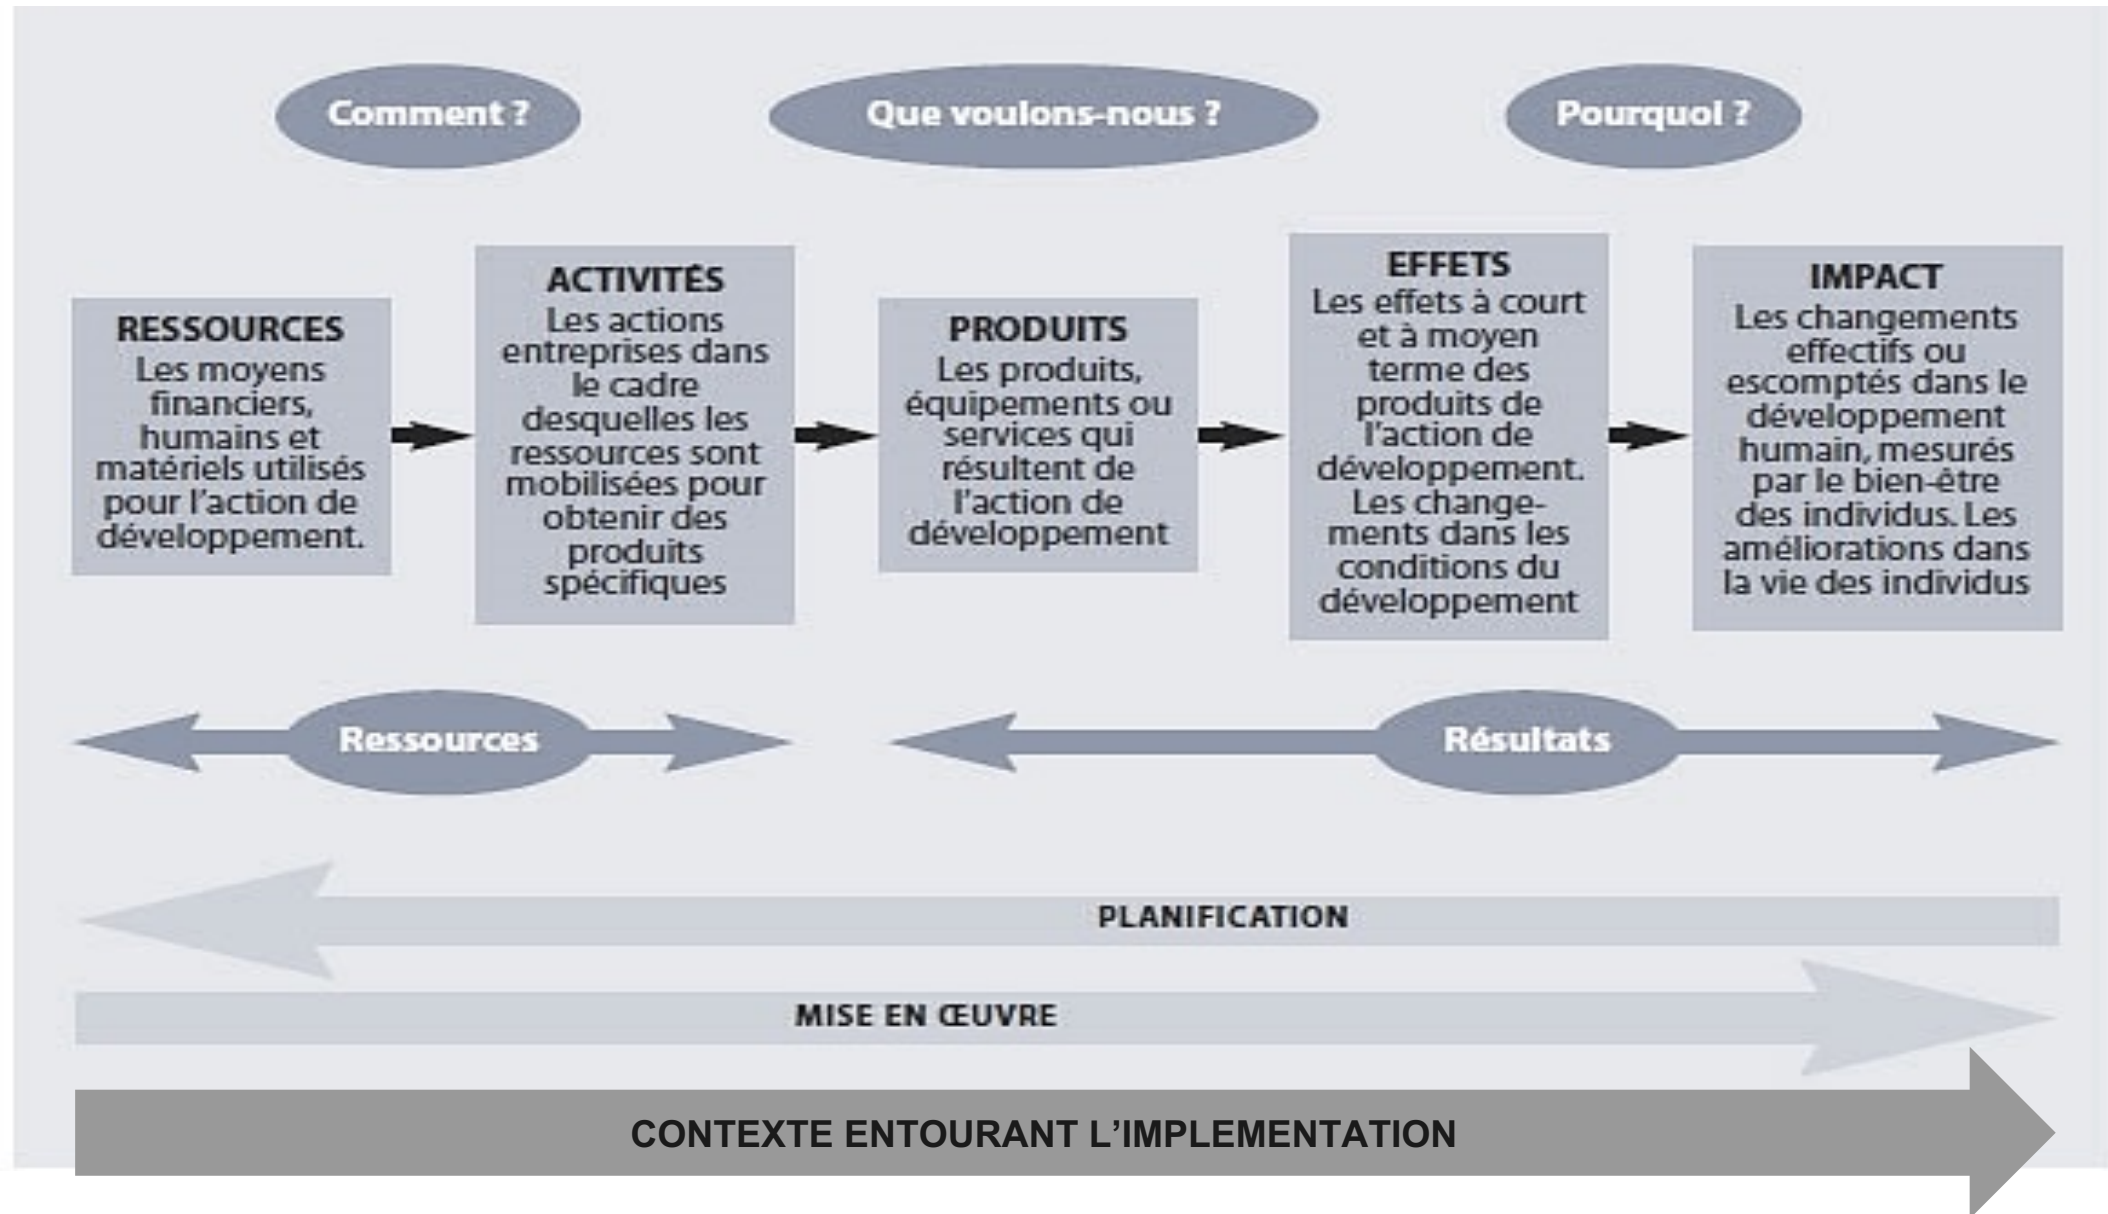 Comment ?
Que voulons-nous ?
Pourquoi ?
RESSOURCES
Les moyens
financiers,
humains et
matériels utilisés
pour l'action de
développement.
ACTIVITÉS
Les actions
entreprises dans
le cadre
desquelles les
ressources sont
mobilisées pour
obtenir des
produits
spécifiques
PRODUITS
Les produits,
équipements ou
services qui
résultent de
l'action de
développement
EFFETS
Les effets à court
et à moyen
terme des
produits de
l'action de
développement.
Les change-
ments dans les
conditions du
développement
IMPACT
Les changements
effectifs ou
escomptés dans le
développement
humain, mesurés
par le bien-être
des individus. Les
améliorations dans
la vie des individus
Ressources
Résultats
PLANIFICATION
MISE EN ŒUVRE
CONTEXTE ENTOURANT L'IMPLEMENTATION